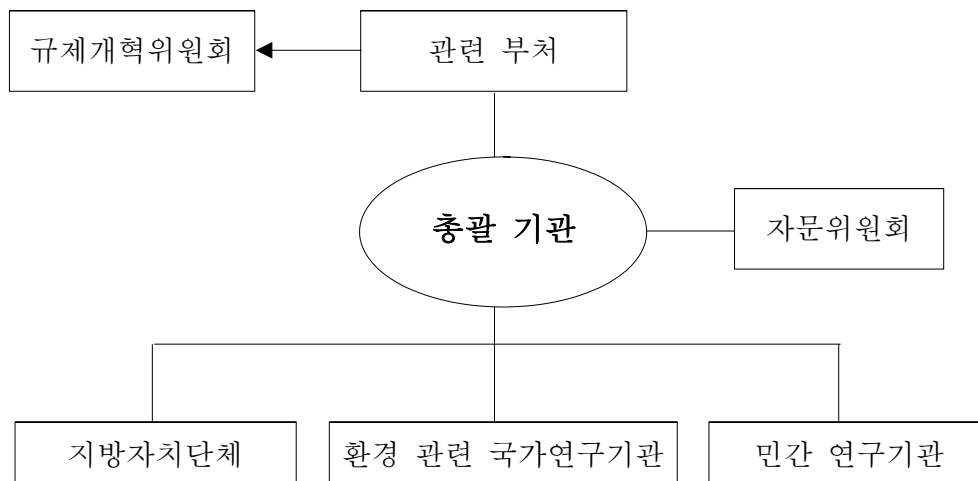 규제개혁위원회
관련 부처
총괄 기관
자문위원회
지방자치단체
환경 관련 국가연구기관
민간 연구기관